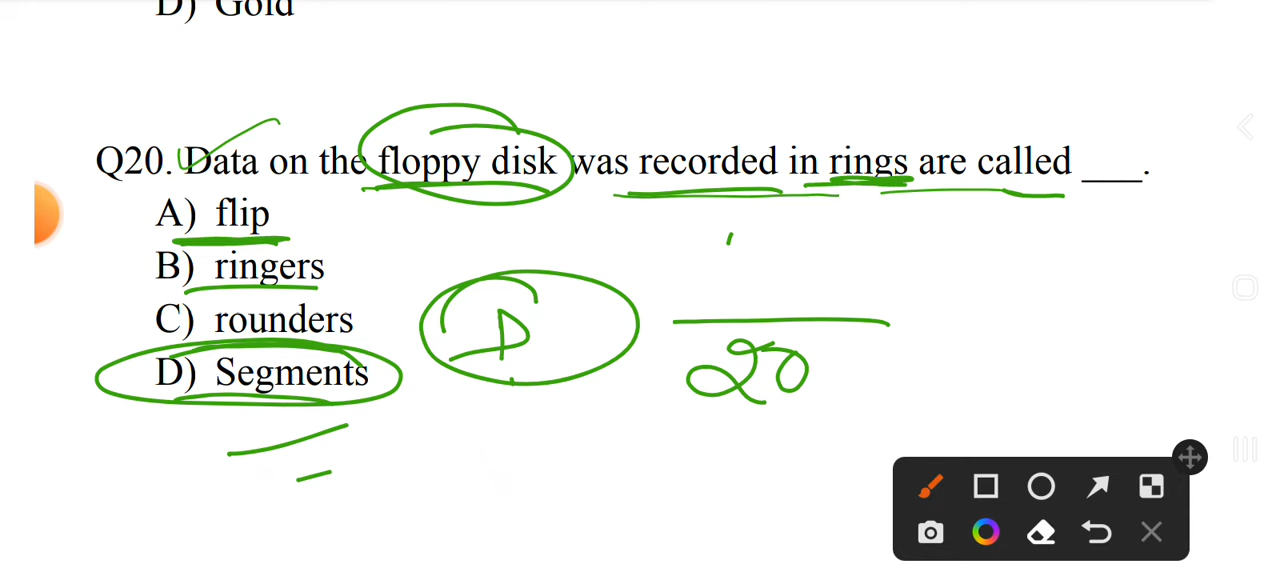 D) Gold
Q20. Data on the floppy disk was recorded in rings are called ___.
A) flip
B) ringers
C) rounders
D) Segments
D
20